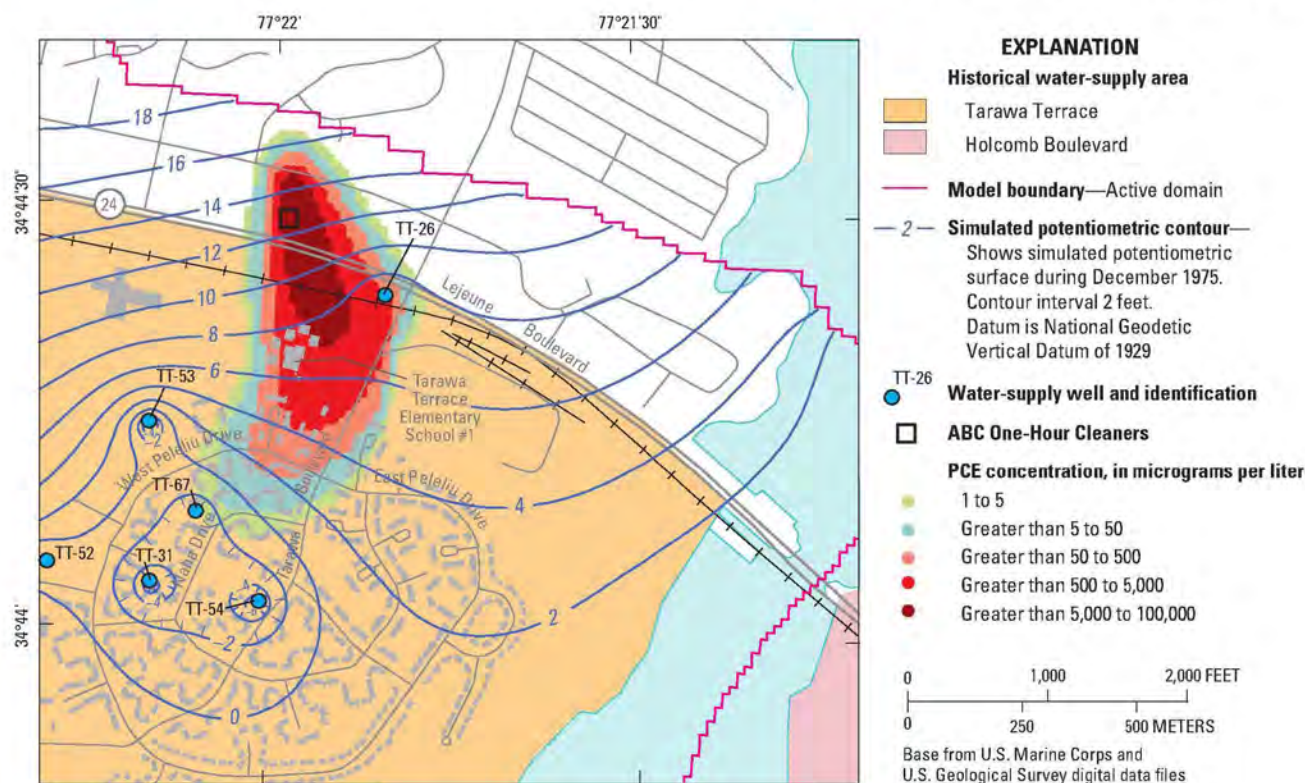 77°22'
77°21'30"
34°44'30"
34°44'
18
16
14
12
10
8
6
4
2
0
-2
-2
-4
-4
24
TT-26
TT-53
TT-67
TT-52
TT-31
TT-54
Lejeune
Boulevard
Tarawa
Terrace
Elementary
School #1
West Peleliu Drive
East Peleliu Drive
Boulevard
Tarawa
Naha Drive
EXPLANATION
Historical water-supply area
Tarawa Terrace
Holcomb Boulevard
Model boundary—Active domain
2
Simulated potentiometric contour—
Shows simulated potentiometric
surface during December 1975.
Contour interval 2 feet.
Datum is National Geodetic
Vertical Datum of 1929
TT-26
Water-supply well and identification
ABC One-Hour Cleaners
PCE concentration, in micrograms per liter
1 to 5
Greater than 5 to 50
Greater than 50 to 500
Greater than 500 to 5,000
Greater than 5,000 to 100,000
0 1,000 2,000 FEET
0 250 500 METERS
Base from U.S. Marine Corps and
U.S. Geological Survey digital data files